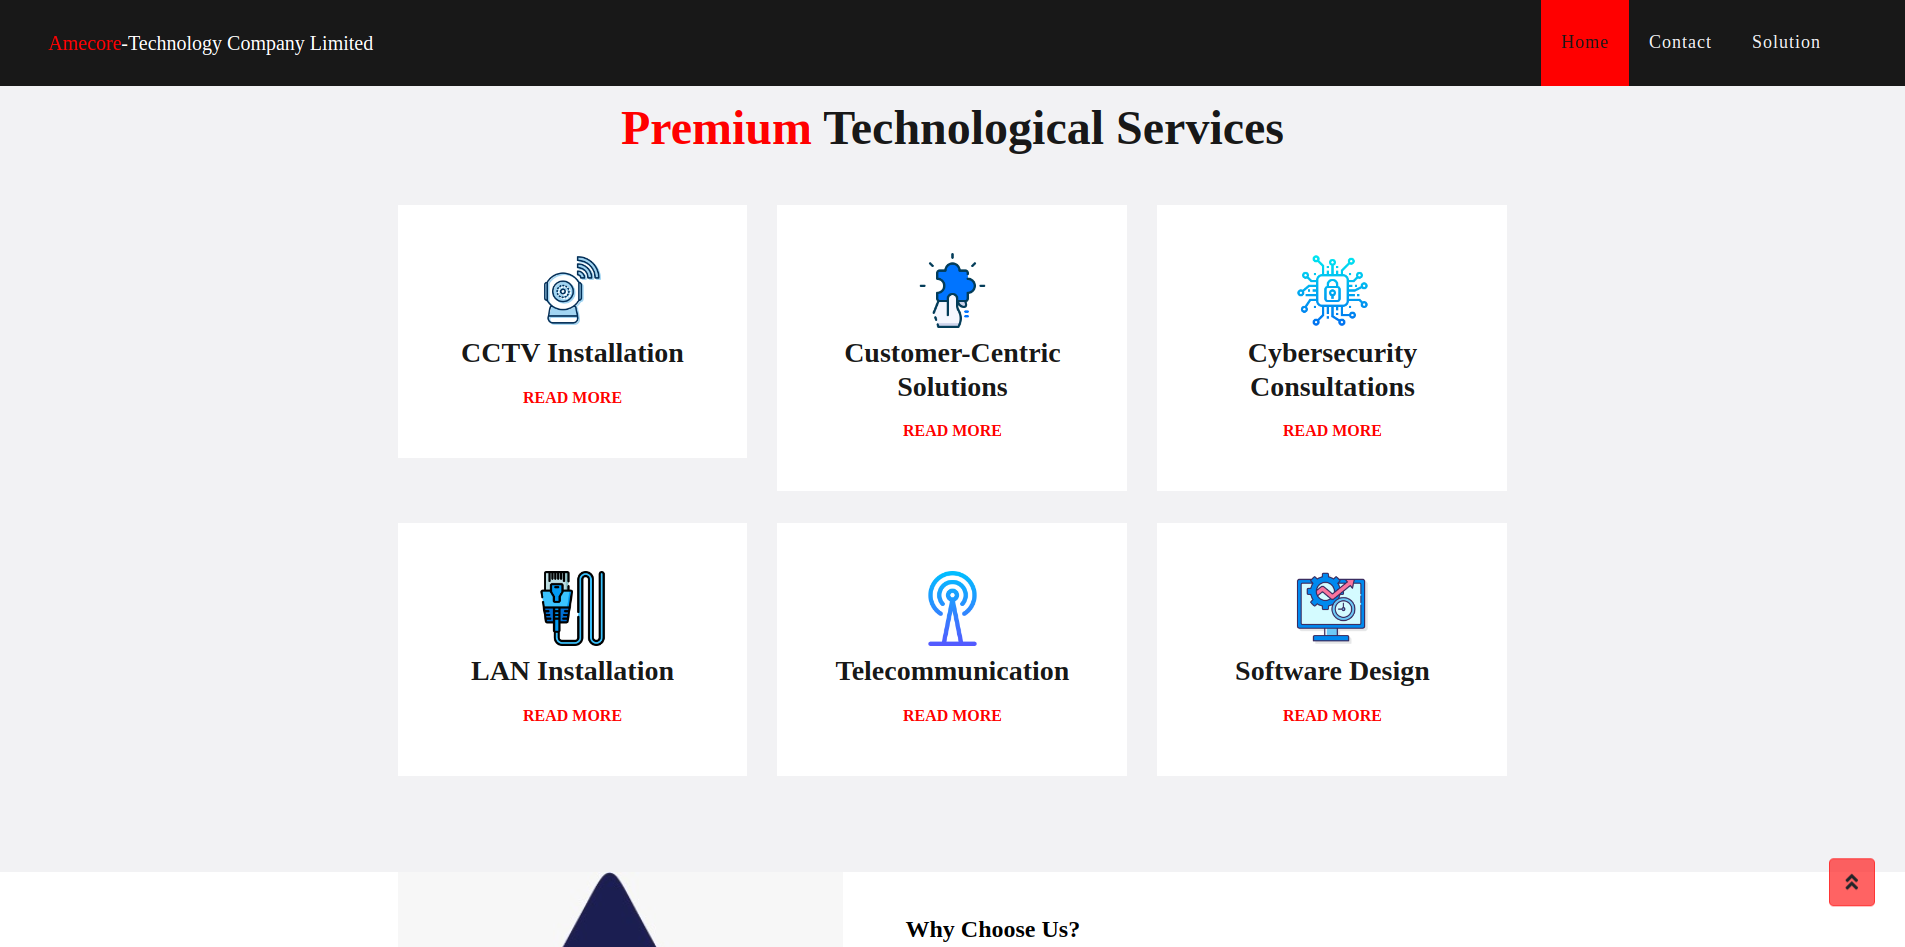 Amecore-Technology Company Limited
Home
Contact
Solution
Premium Technological Services
CCTV Installation
READ MORE
Customer-Centric
Solutions
READ MORE
Cybersecurity
Consultations
READ MORE
LAN Installation
READ MORE
Telecommunication
READ MORE
Software Design
READ MORE
Why Choose Us?